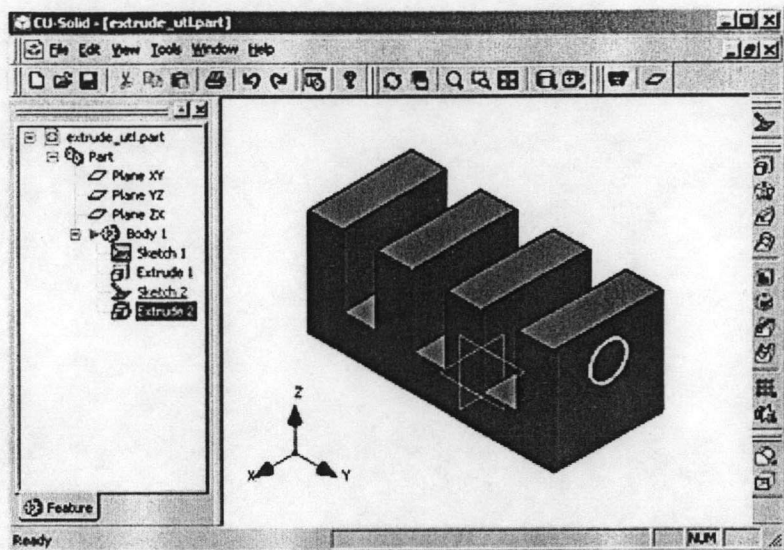 CU-Solid - [extrude_utl.part]
File Edit View Tools Window Help
extrude_utl.part
Part
Plane XY
Plane YZ
Plane ZX
Body 1
Sketch 1
Extrude 1
Sketch 2
Extrude 2
Z
X
Y
Feature
Ready
NUM